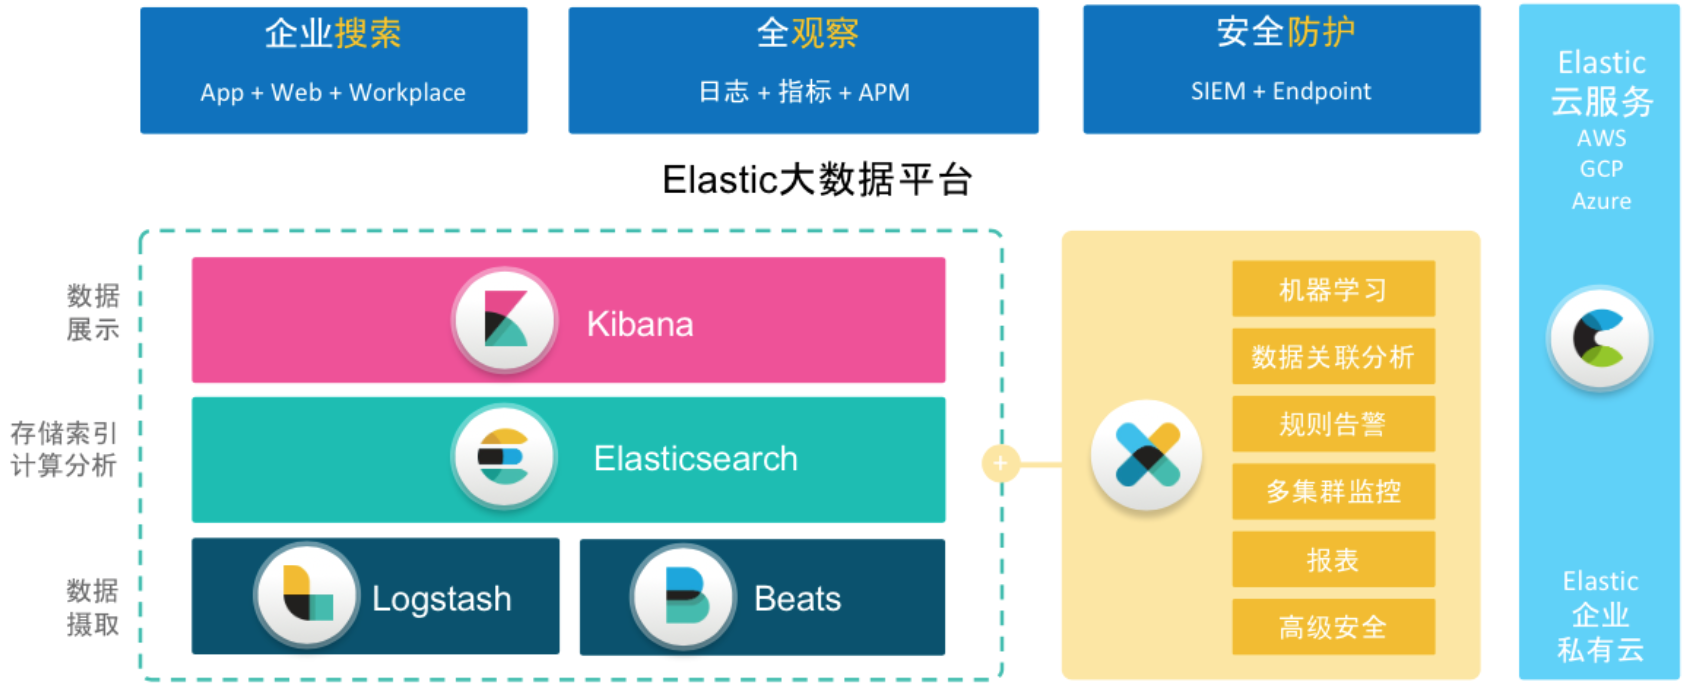 企业搜索
App + Web + Workplace
全观察
日志 + 指标 + APM
安全防护
SIEM + Endpoint
Elastic
云服务
AWS
GCP
Azure
Elastic大数据平台
数据
展示
Kibana
存储索引
计算分析
Elasticsearch
数据
摄取
Logstash
Beats
+
机器学习
数据关联分析
规则告警
多集群监控
报表
高级安全
Elastic
企业
私有云